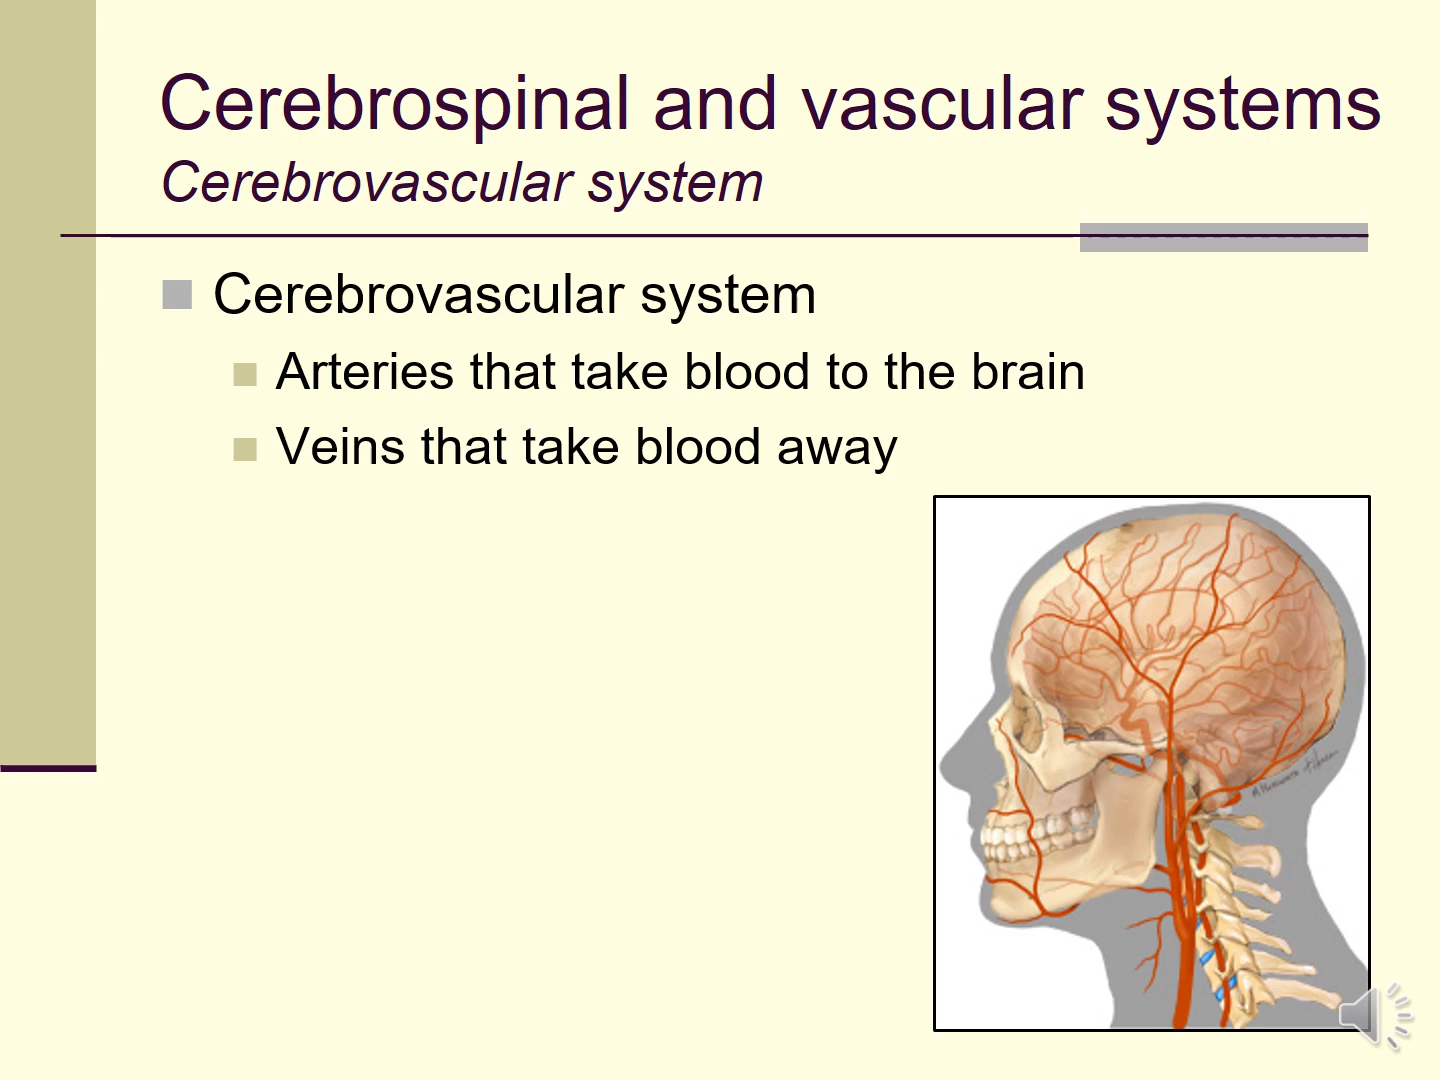 Cerebrospinal and vascular systems
Cerebrovascular system
Cerebrovascular system
Arteries that take blood to the brain
Veins that take blood away